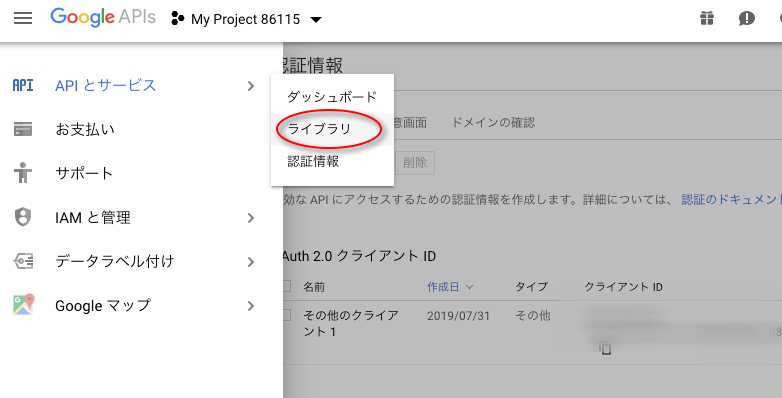 Google APIs My Project 86115
API とサービス
お支払い
サポート
IAM と管理
データラベル付け
Google マップ
ダッシュボード
ライブラリ
認証情報
認証情報
意画面 ドメインの確認
削除
効な API にアクセスするための認証情報を作成します。詳細については、 認証のドキュメン
Auth 2.0 クライアント ID
名前 作成日 タイプ クライアント ID
その他のクライア
ント 1
2019/07/31 その他